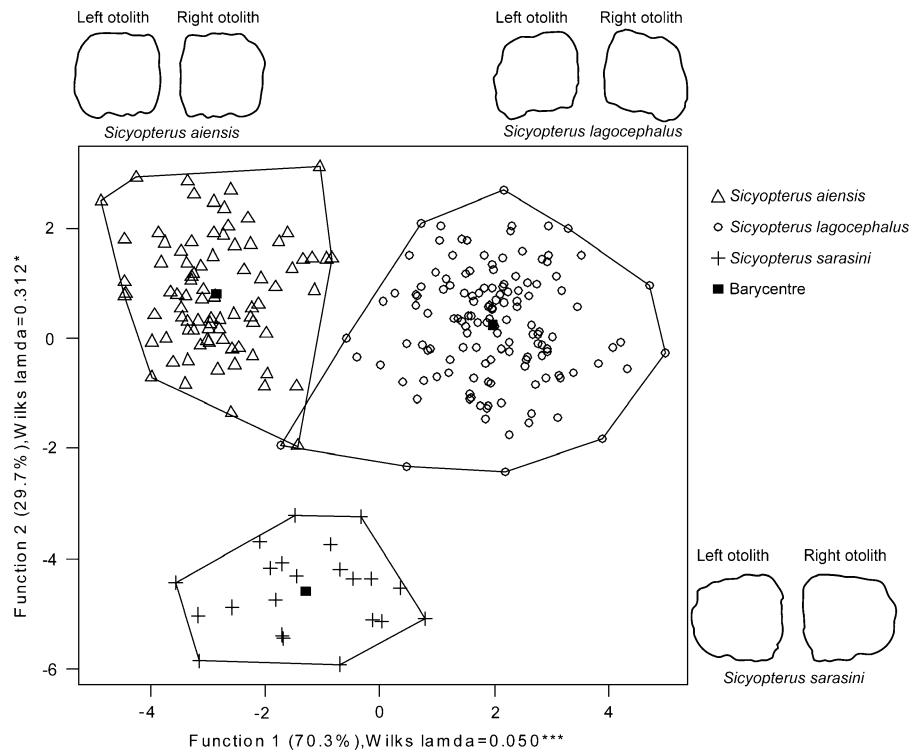 Left otolith Right otolith
Sicyopterus aiensis
Left otolith Right otolith
Sicyopterus lagocephalus
Sicyopterus aiensis
Sicyopterus lagocephalus
Sicyopterus sarasini
Barycentre
Function 2 (29.7%),Wilks lamda=0.312*
2
0
-2
-4
-6
-4 -2 0 2 4
Function 1 (70.3%),Wilks lamda=0.050***
Left otolith Right otolith
Sicyopterus sarasini